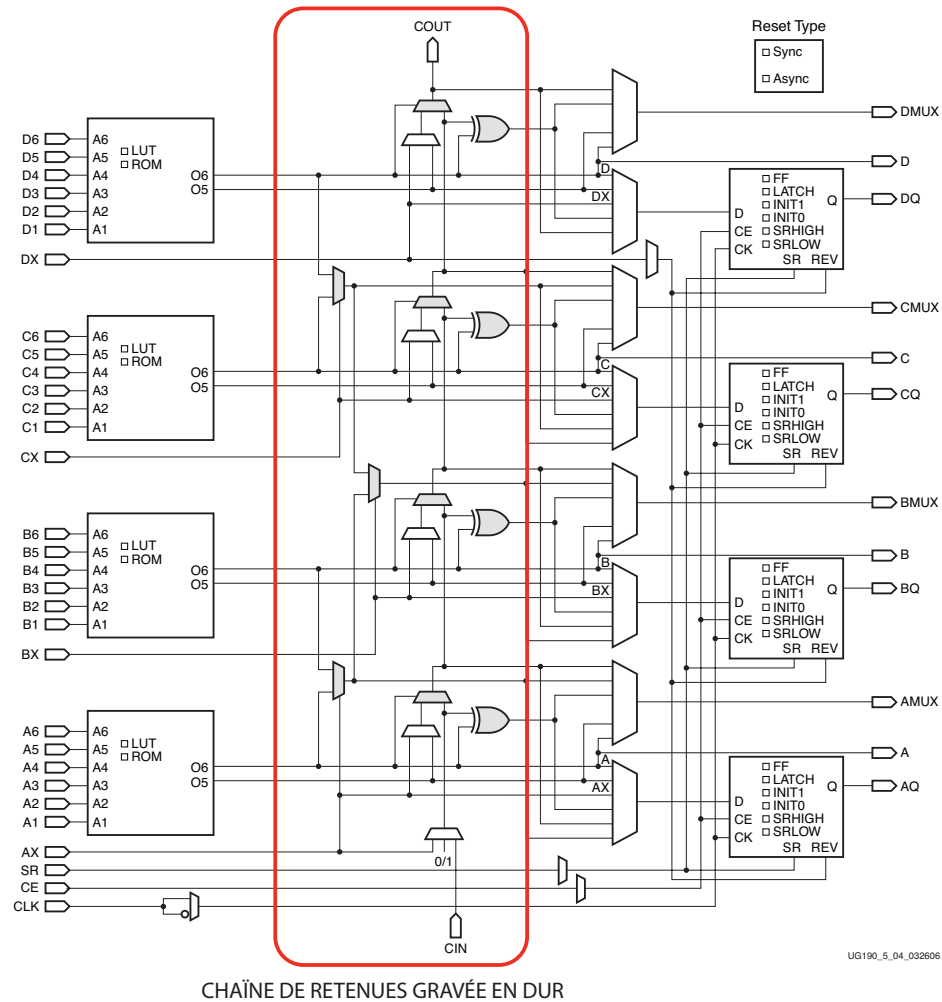 COUT
Reset Type
Sync
Async
DMUX
D6
D5
D4
D3
D2
D1
A6
A5
A4
A3
A2
A1
LUT
ROM
O6
O5
D
DX
D
FF
LATCH
INIT1
INIT0
SRHIGH
SRLOW
D
CE
CK
Q
SR REV
DQ
DX
CMUX
C6
C5
C4
C3
C2
C1
A6
A5
A4
A3
A2
A1
LUT
ROM
O6
O5
C
CX
C
FF
LATCH
INIT1
INIT0
SRHIGH
SRLOW
D
CE
CK
Q
SR REV
CQ
CX
BMUX
B6
B5
B4
B3
B2
B1
A6
A5
A4
A3
A2
A1
LUT
ROM
O6
O5
B
BX
B
FF
LATCH
INIT1
INIT0
SRHIGH
SRLOW
D
CE
CK
Q
SR REV
BQ
BX
AMUX
A6
A5
A4
A3
A2
A1
A6
A5
A4
A3
A2
A1
LUT
ROM
O6
O5
A
AX
A
FF
LATCH
INIT1
INIT0
SRHIGH
SRLOW
D
CE
CK
Q
SR REV
AQ
AX
0/1
SR
CE
CLK
CIN
UG190_5_04_032606
CHAÏNE DE RETENUES GRAVÉE EN DUR